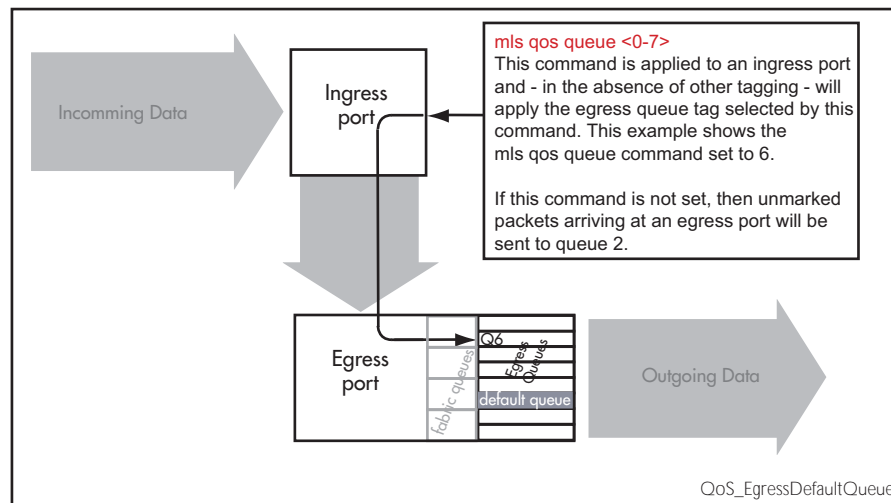 mls qos queue <0-7>
This command is applied to an ingress port
and - in the absence of other tagging - will
apply the egress queue tag selected by this
command. This example shows the
mls qos queue command set to 6.
If this command is not set, then unmarked
packets arriving at an egress port will be
sent to queue 2.
Incomming Data
Ingress
port
Egress
port
fabric queues
Q6
Egress
Queues
default queue
Outgoing Data
QoS_EgressDefaultQueue